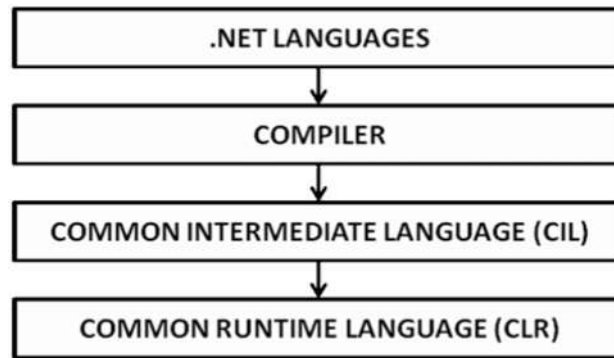 .NET LANGUAGES
COMPILER
COMMON INTERMEDIATE LANGUAGE (CIL)
COMMON RUNTIME LANGUAGE (CLR)